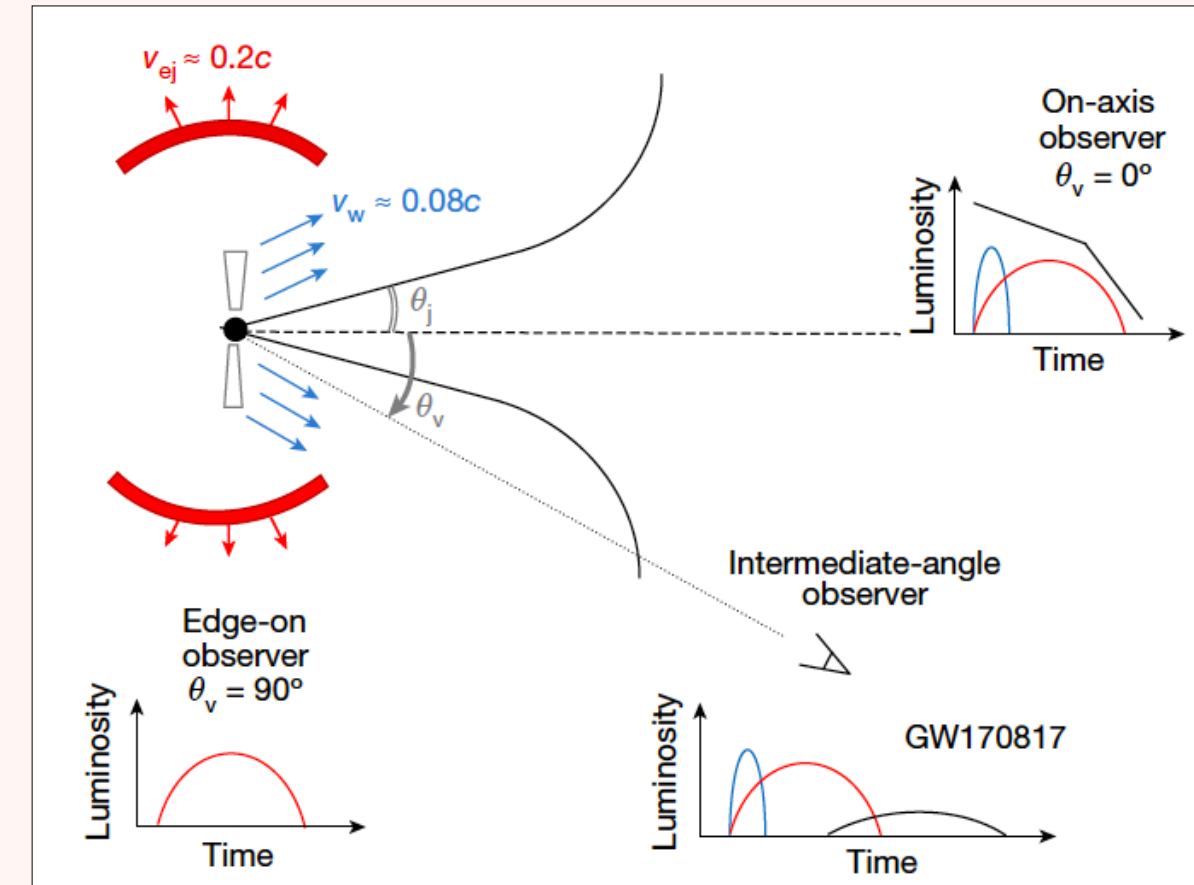 v_ej ≈ 0.2c
v_w ≈ 0.08c
θ_j
θ_v
On-axis
observer
θ_v = 0°
Luminosity
Time
Intermediate-angle
observer
Edge-on
observer
θ_v = 90°
Luminosity
Time
GW170817
Luminosity
Time